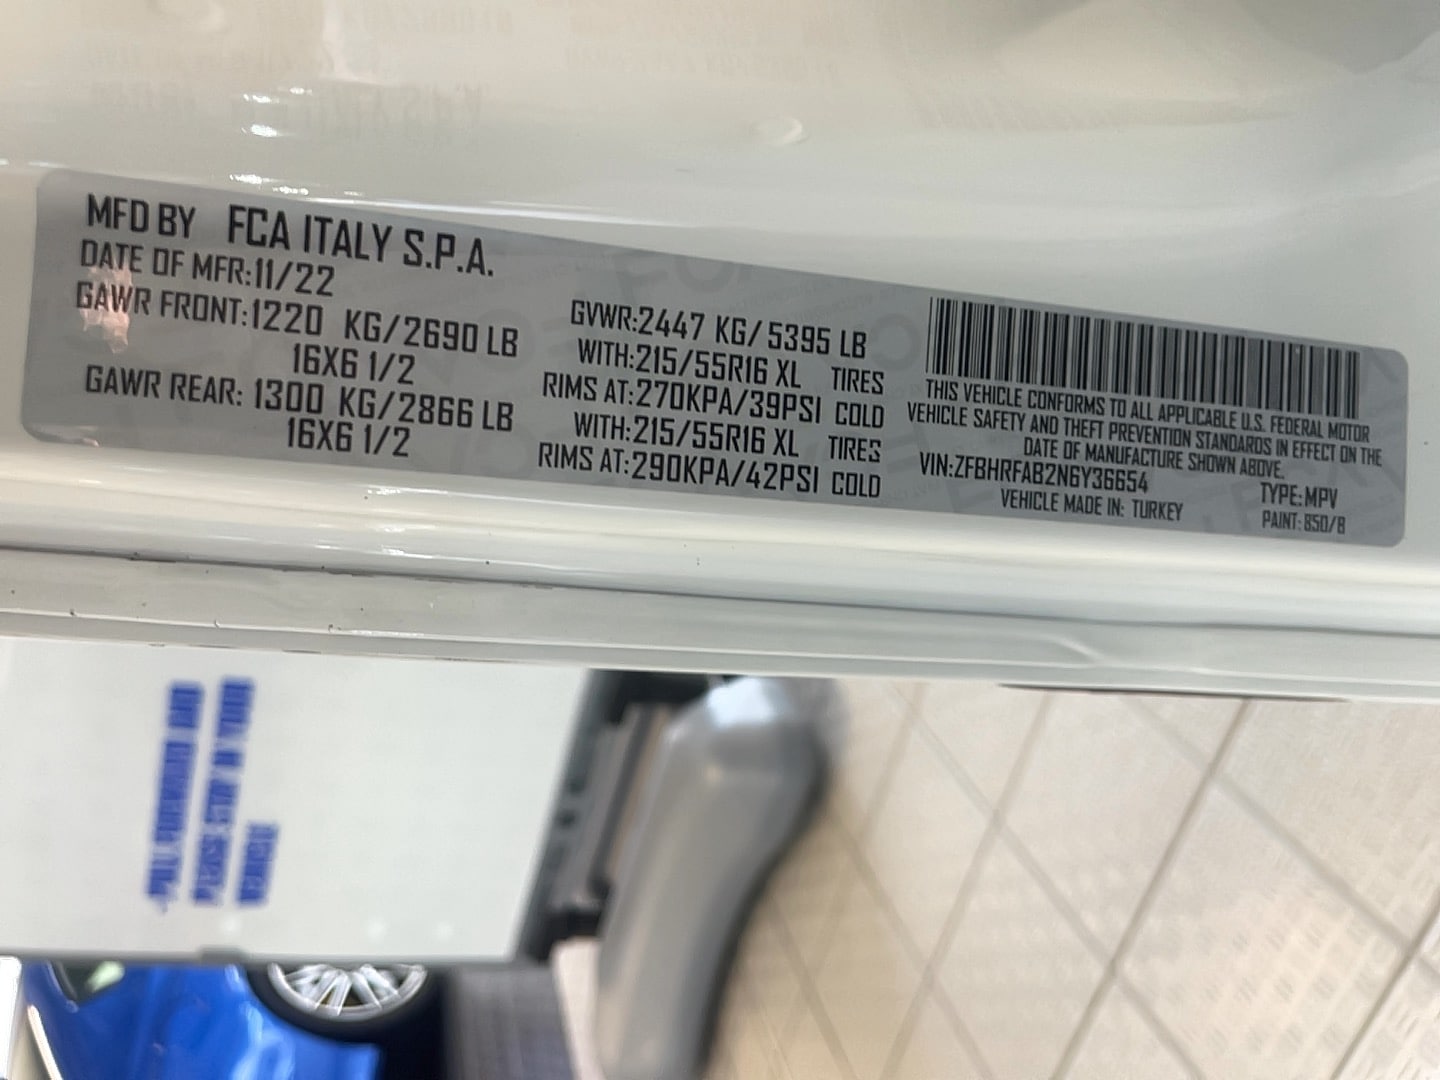 MFD BY FCA ITALY S.P.A.
DATE OF MFR:11/22
GAWR FRONT:1220 KG/2690 LB
16X6 1/2
GAWR REAR: 1300 KG/2866 LB
16X6 1/2
GVWR:2447 KG/ 5395 LB
WITH:215/55R16 XL TIRES
RIMS AT:270KPA/39PSI COLD
WITH:215/55R16 XL TIRES
RIMS AT:290KPA/42PSI COLD
THIS VEHICLE CONFORMS TO ALL APPLICABLE U.S. FEDERAL MOTOR
VEHICLE SAFETY AND THEFT PREVENTION STANDARDS IN EFFECT ON THE
DATE OF MANUFACTURE SHOWN ABOVE.
VIN:ZFBHRFAB2N6Y36654 TYPE:MPV
VEHICLE MADE IN: TURKEY PAINT: 850/B